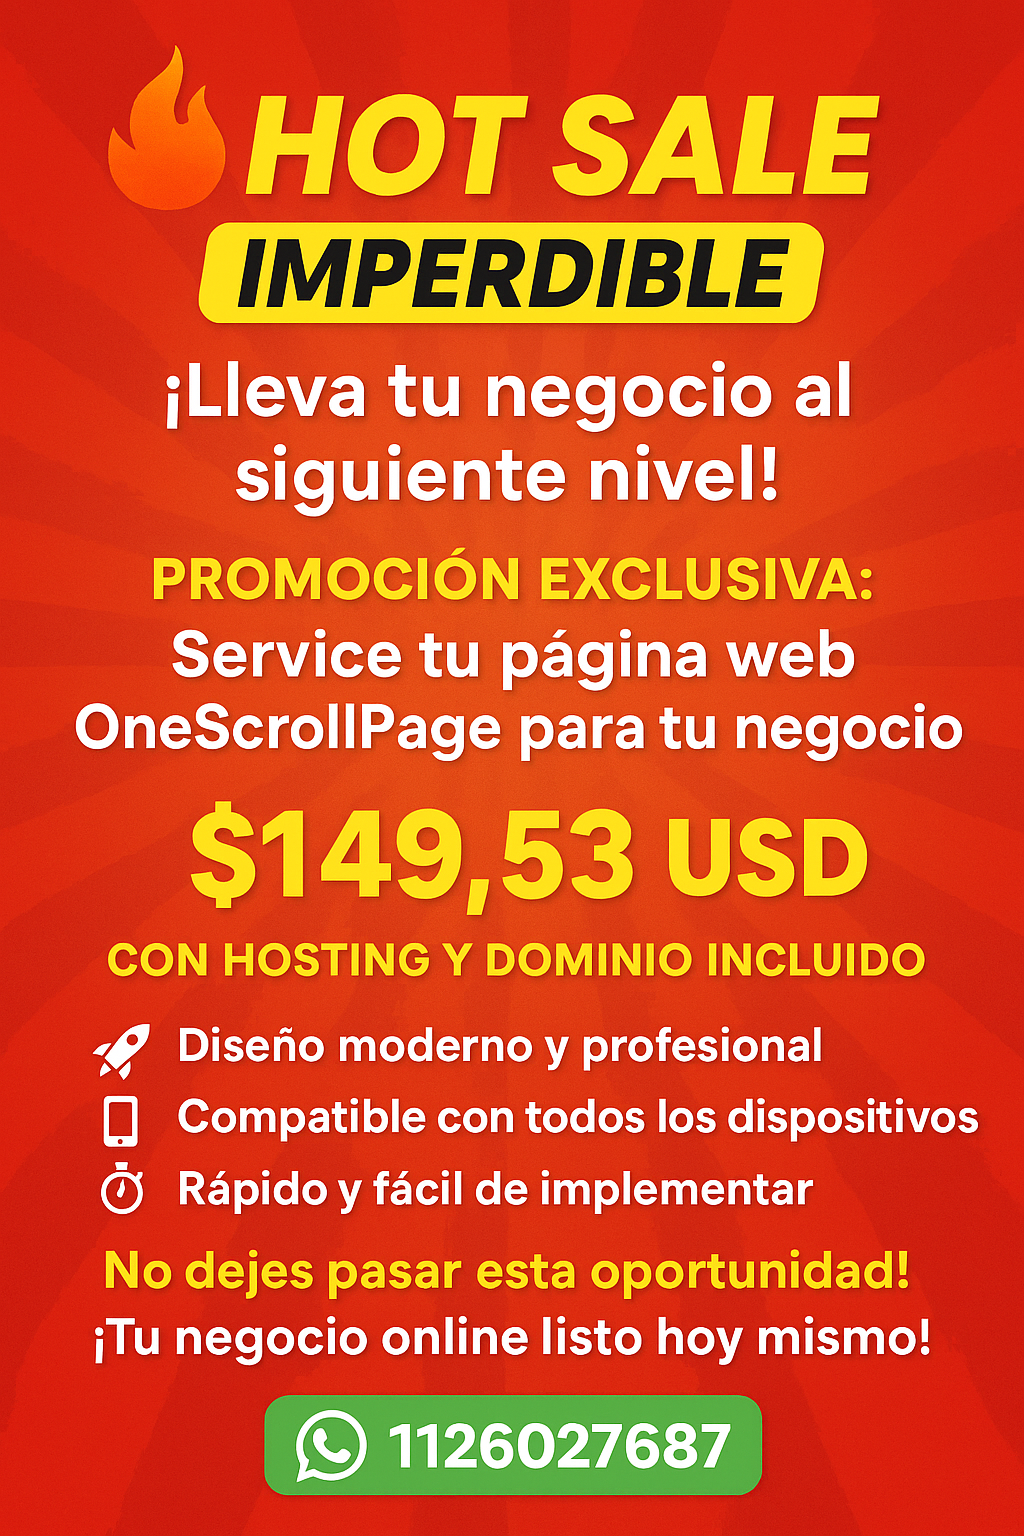 HOT SALE
IMPERDIBLE
¡Lleva tu negocio al
siguiente nivel!
PROMOCIÓN EXCLUSIVA:
Service tu página web
OneScrollPage para tu negocio
$149,53 USD
CON HOSTING Y DOMINIO INCLUIDO
Diseño moderno y profesional
Compatible con todos los dispositivos
Rápido y fácil de implementar
No dejes pasar esta oportunidad!
¡Tu negocio online listo hoy mismo!
1126027687